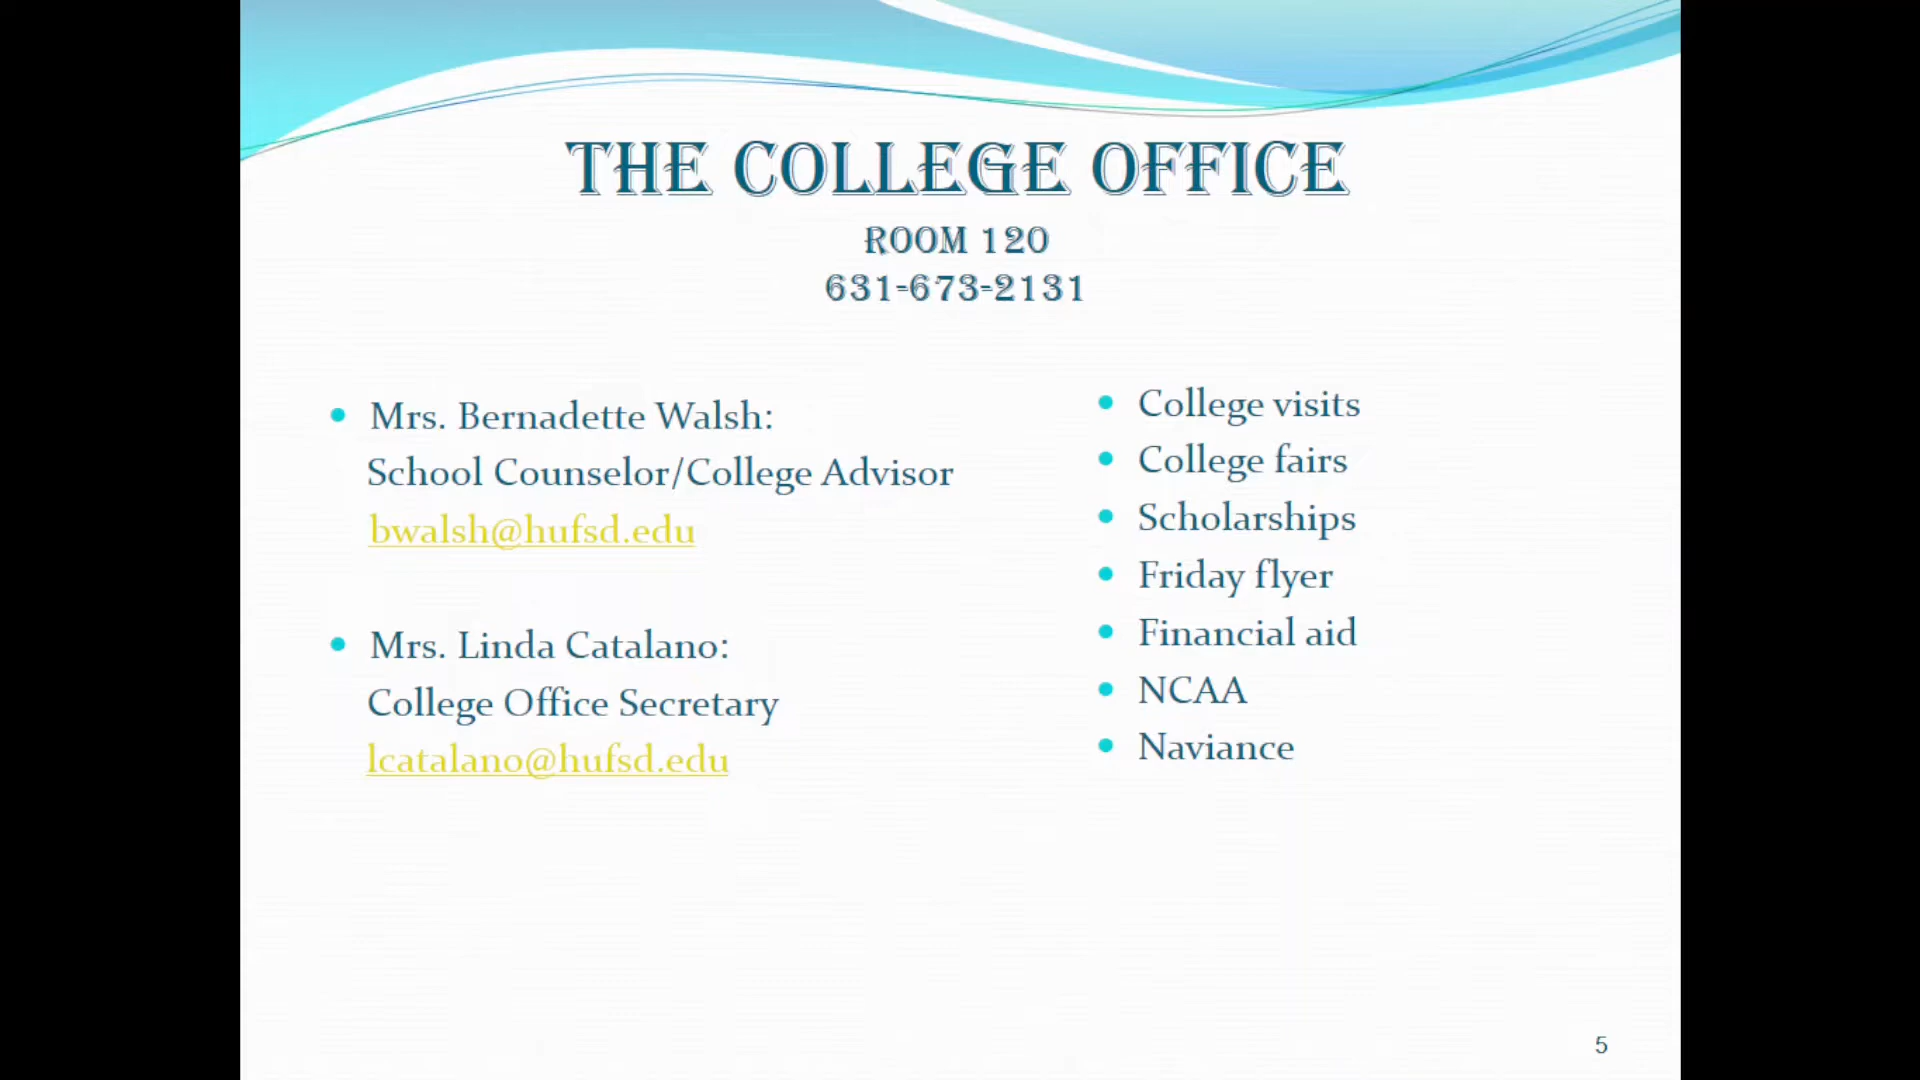 THE COLLEGE OFFICE
ROOM 120
631-673-2131
Mrs. Bernadette Walsh:
School Counselor/College Advisor
bwalsh@hufsd.edu
Mrs. Linda Catalano:
College Office Secretary
lcatalano@hufsd.edu
College visits
College fairs
Scholarships
Friday flyer
Financial aid
NCAA
Naviance
5